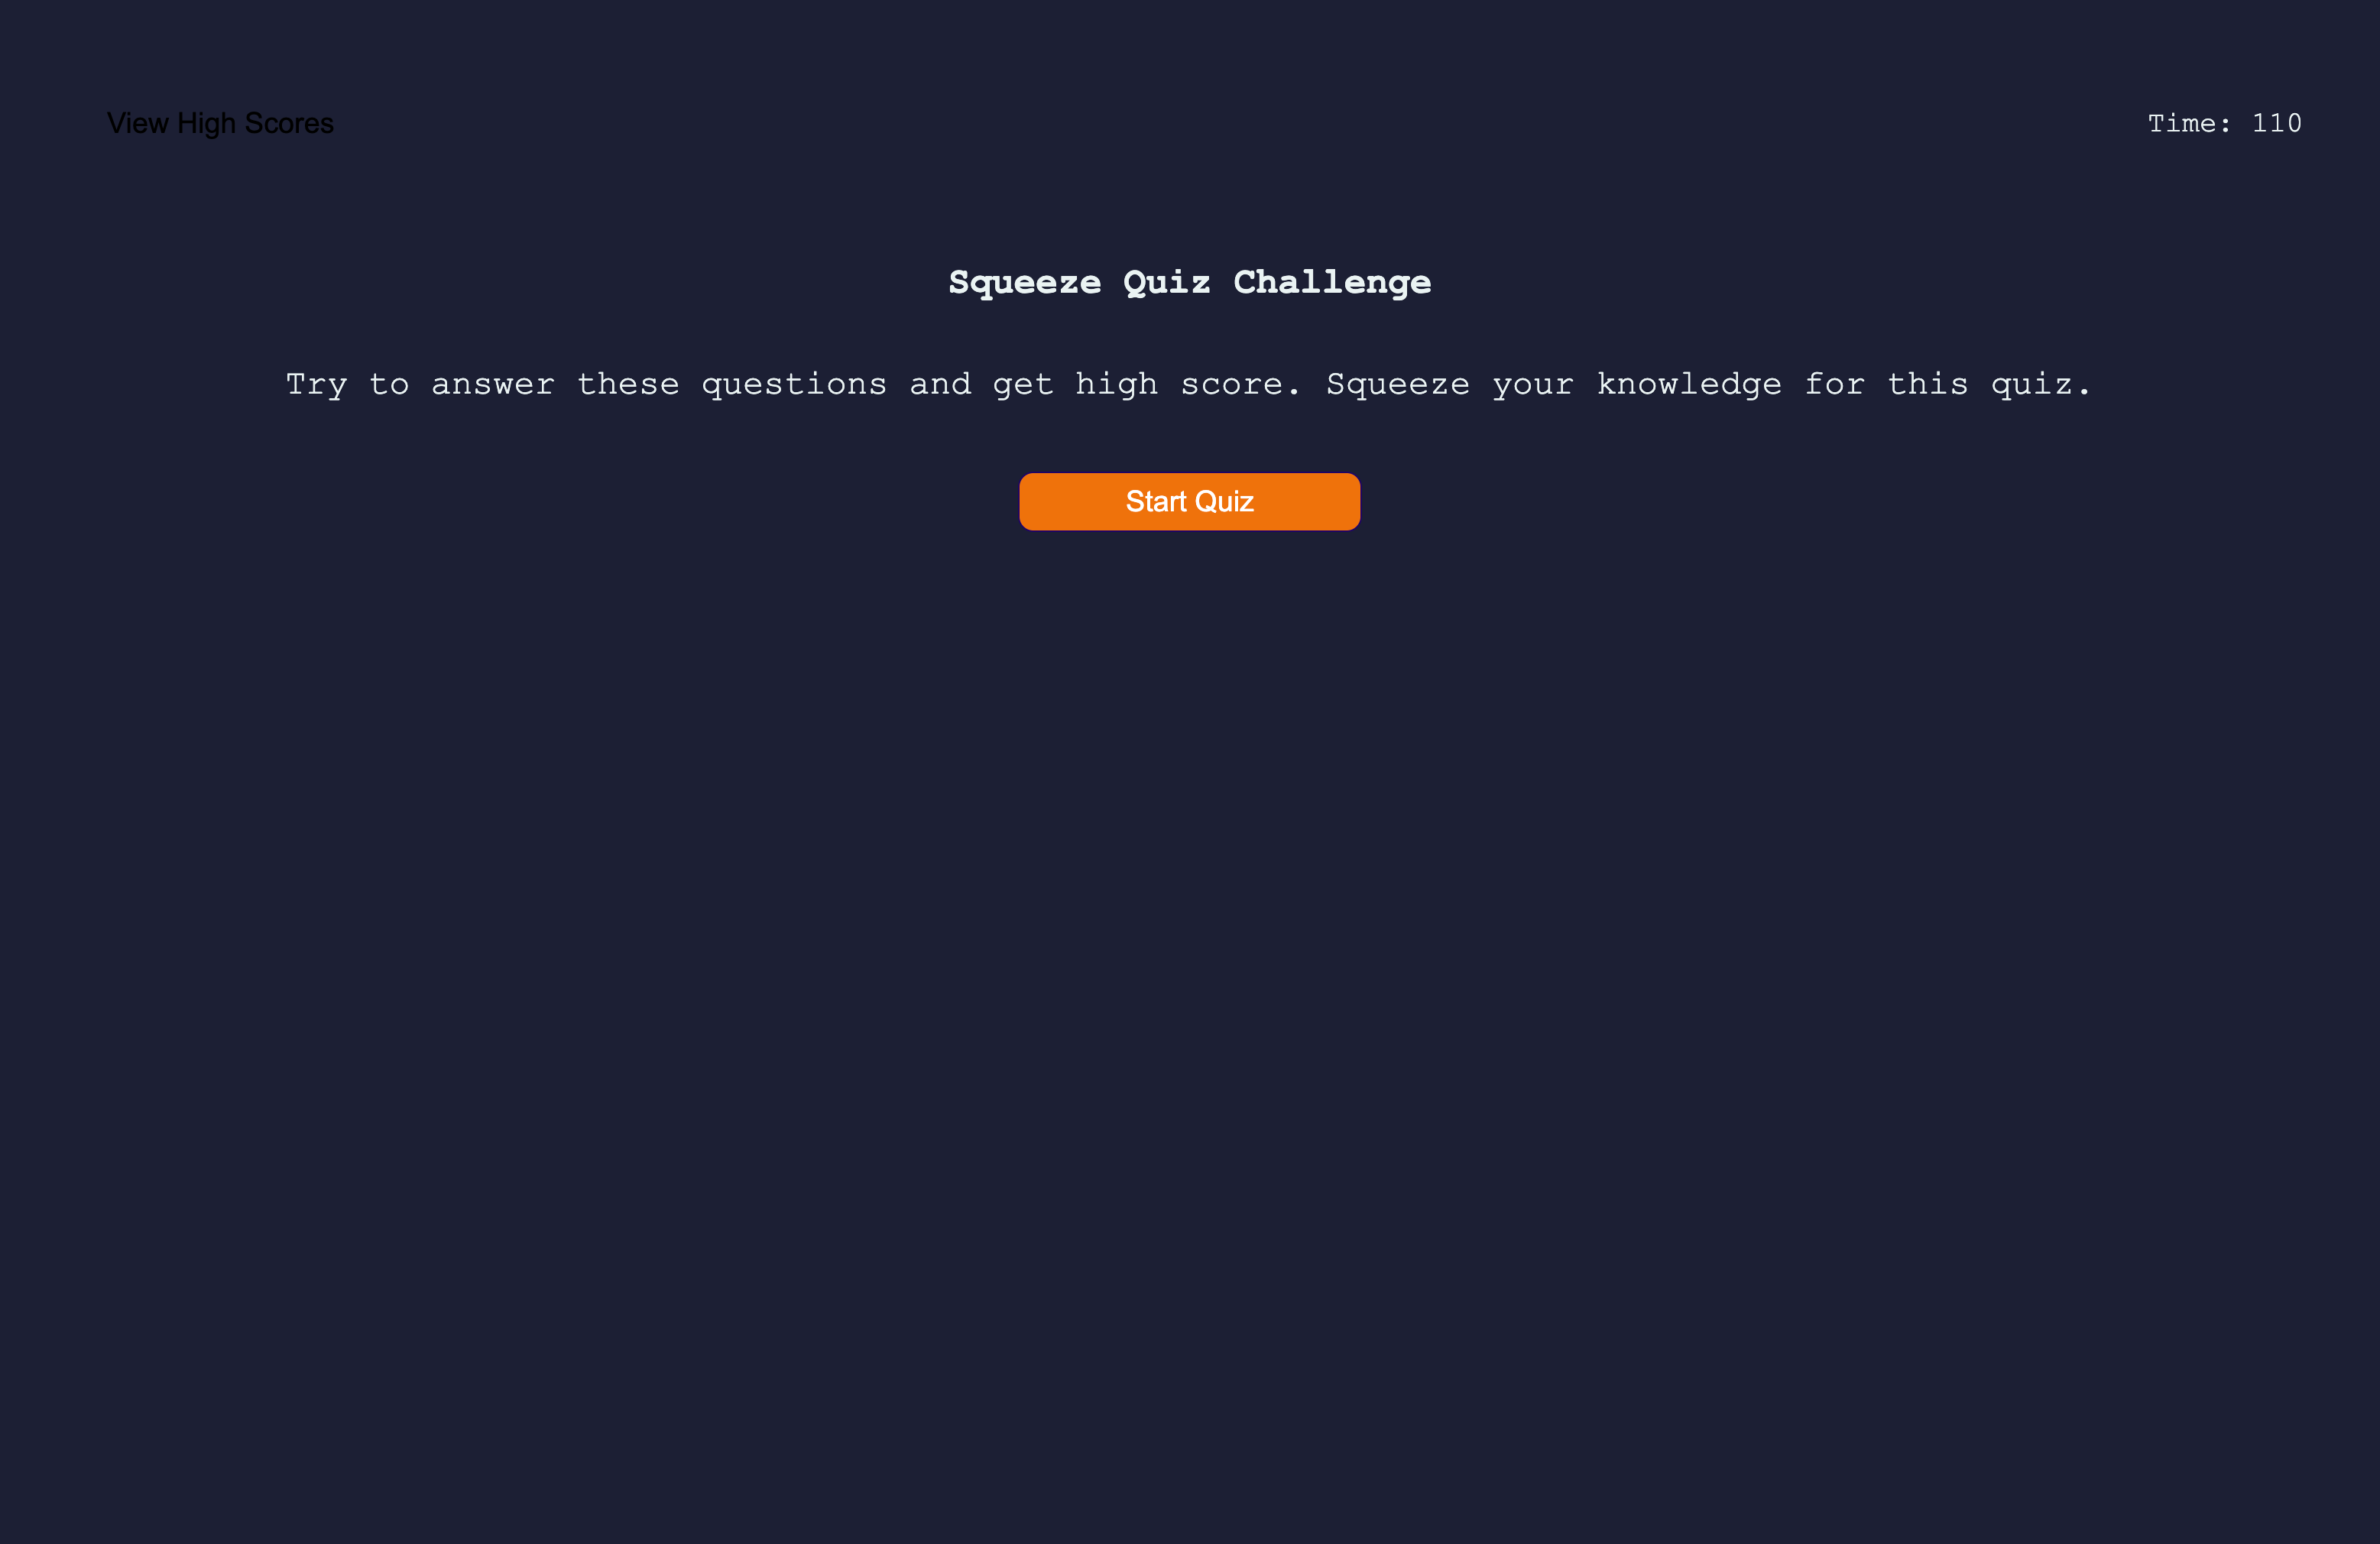 View High Scores
Time: 110
Squeeze Quiz Challenge
Try to answer these questions and get high score. Squeeze your knowledge for this quiz.
Start Quiz